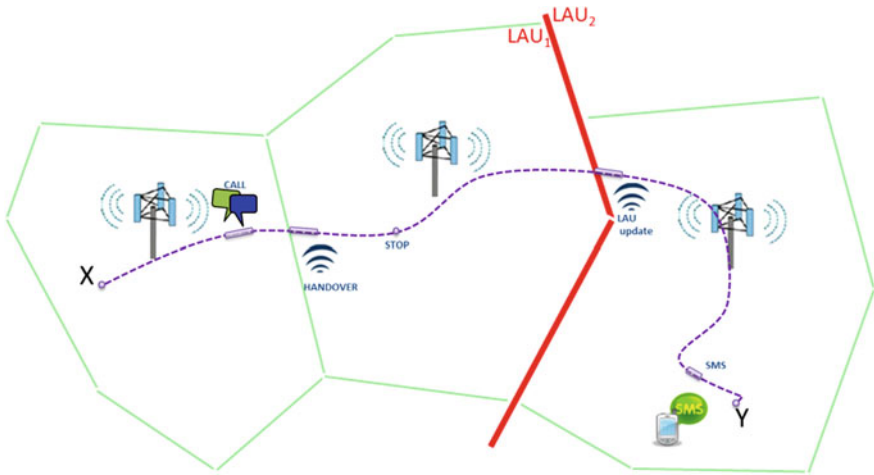 LAU2
LAU1
CALL
LAU
update
X
STOP
HANDOVER
SMS
SMS
Y